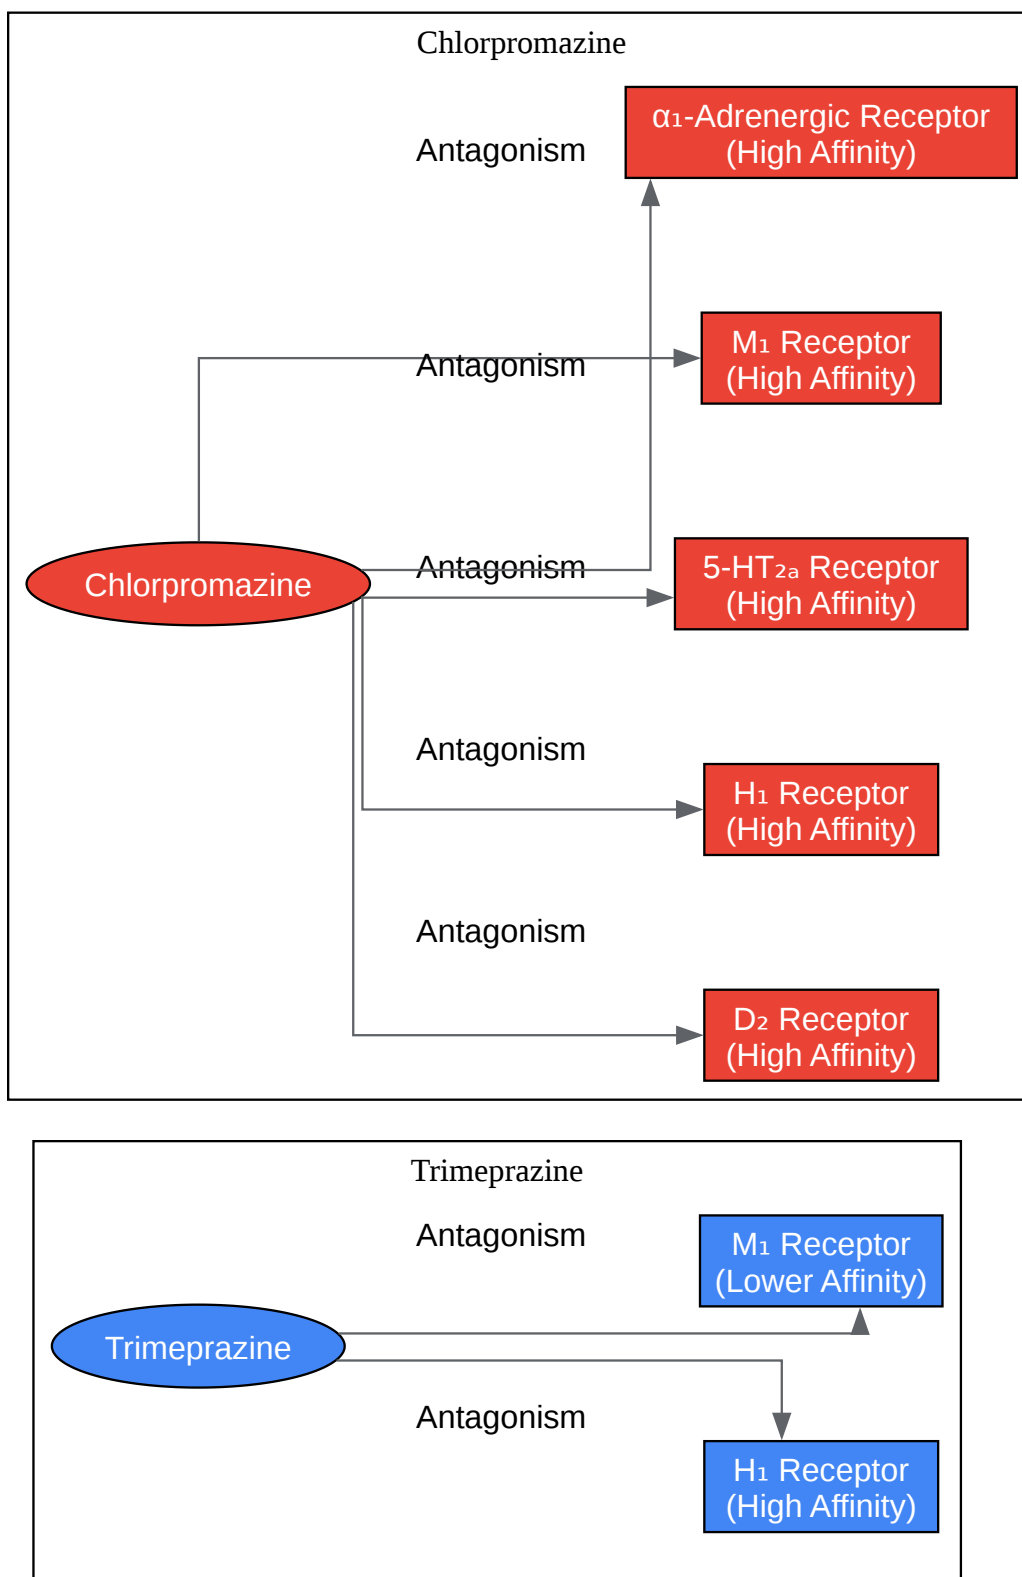 Chlorpromazine
α₁-Adrenergic Receptor
(High Affinity)
Antagonism
M₁ Receptor
(High Affinity)
Antagonism
Chlorpromazine
Antagonism
5-HT₂ₐ Receptor
(High Affinity)
Antagonism
H₁ Receptor
(High Affinity)
Antagonism
D₂ Receptor
(High Affinity)
Trimeprazine
Antagonism
M₁ Receptor
(Lower Affinity)
Trimeprazine
Antagonism
H₁ Receptor
(High Affinity)